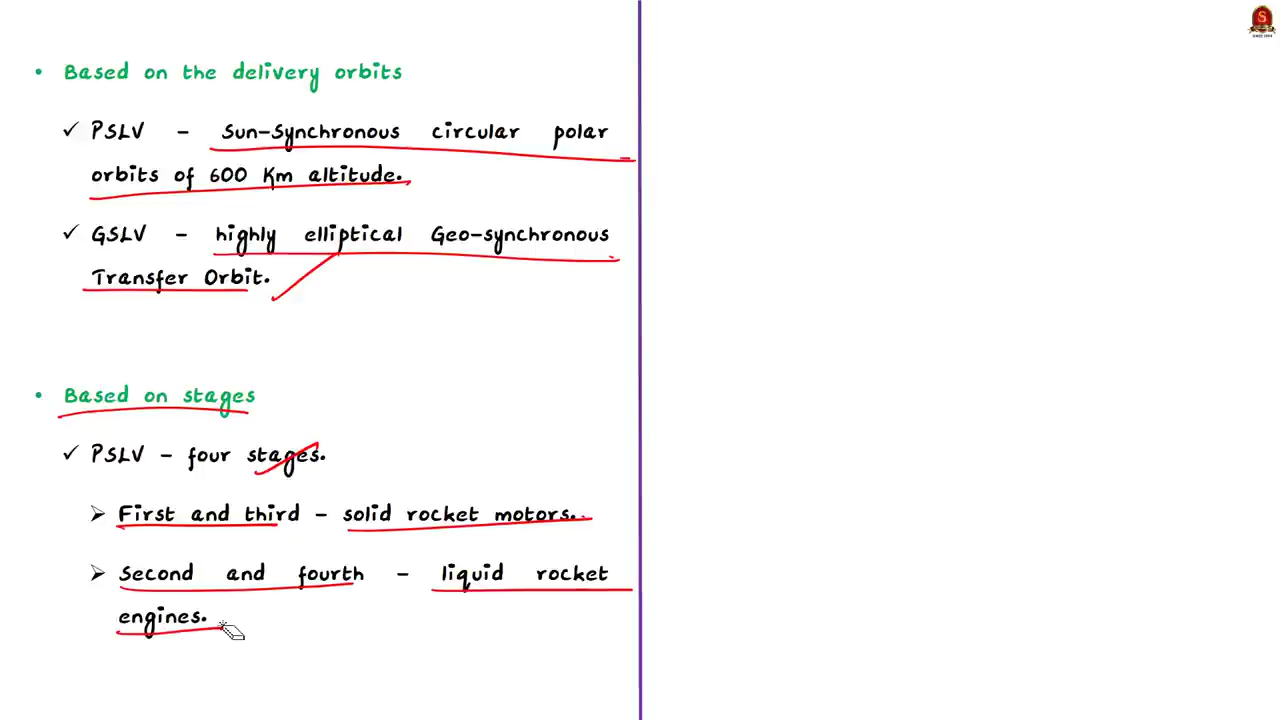 • Based on the delivery orbits
✓ PSLV - Sun-Synchronous circular polar
orbits of 600 Km altitude.
✓ GSLV - highly elliptical Geo-synchronous
Transfer Orbit.
• Based on stages
✓ PSLV - four stages.
➢ First and third - solid rocket motors.
➢ Second and fourth - liquid rocket
engines.